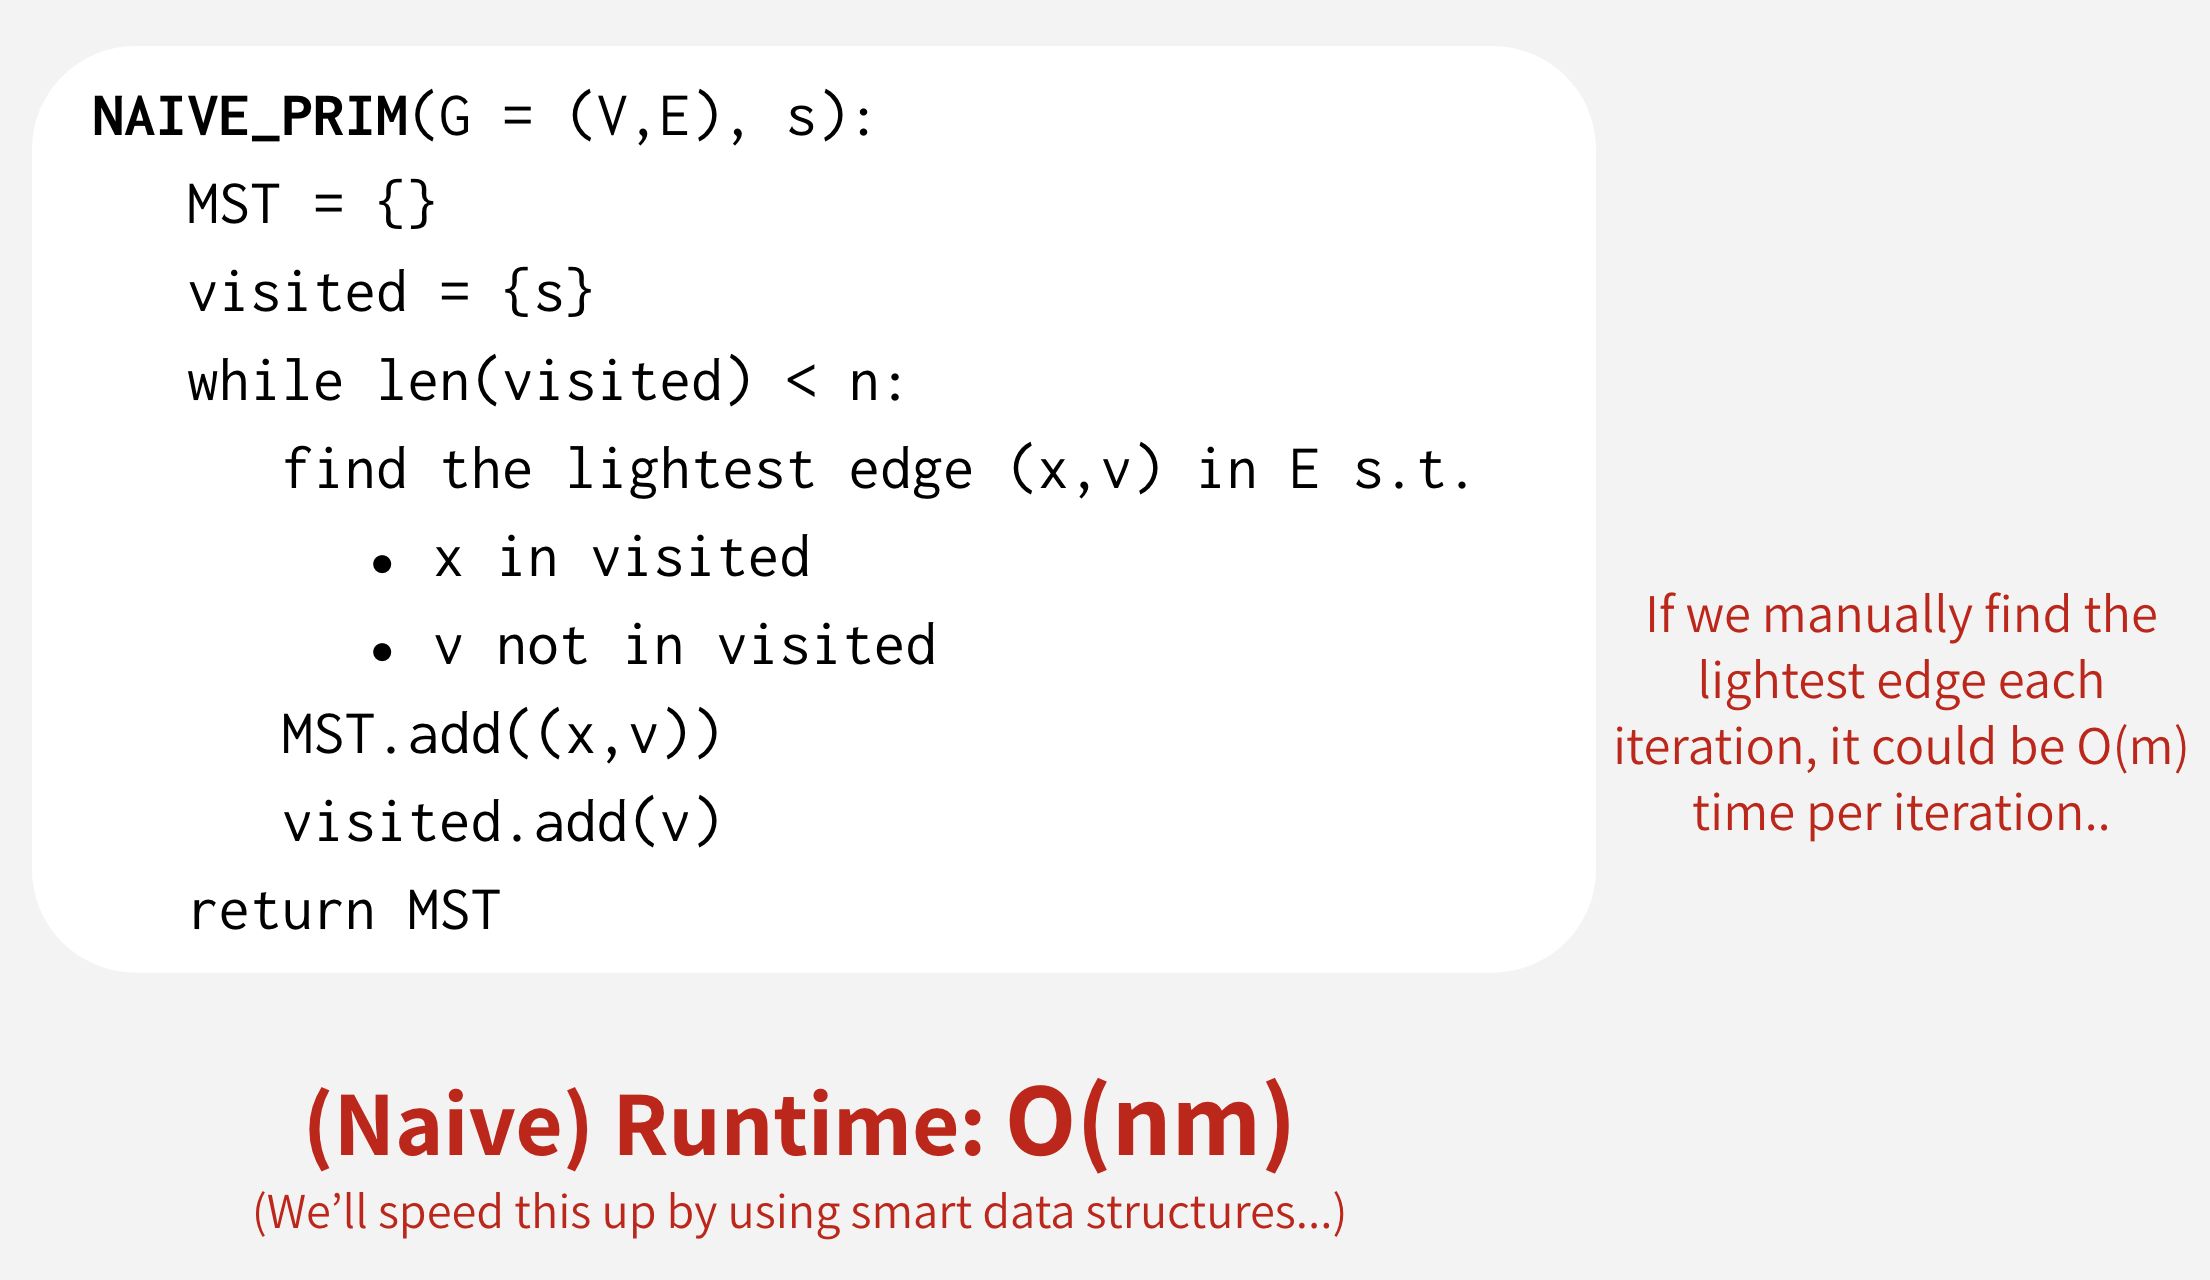 NAIVE_PRIM(G = (V,E), s):
MST = {}
visited = {s}
while len(visited) < n:
find the lightest edge (x,v) in E s.t.
• x in visited
• v not in visited
MST.add((x,v))
visited.add(v)
return MST
If we manually find the
lightest edge each
iteration, it could be O(m)
time per iteration..
(Naive) Runtime: O(nm)
(We’ll speed this up by using smart data structures...)